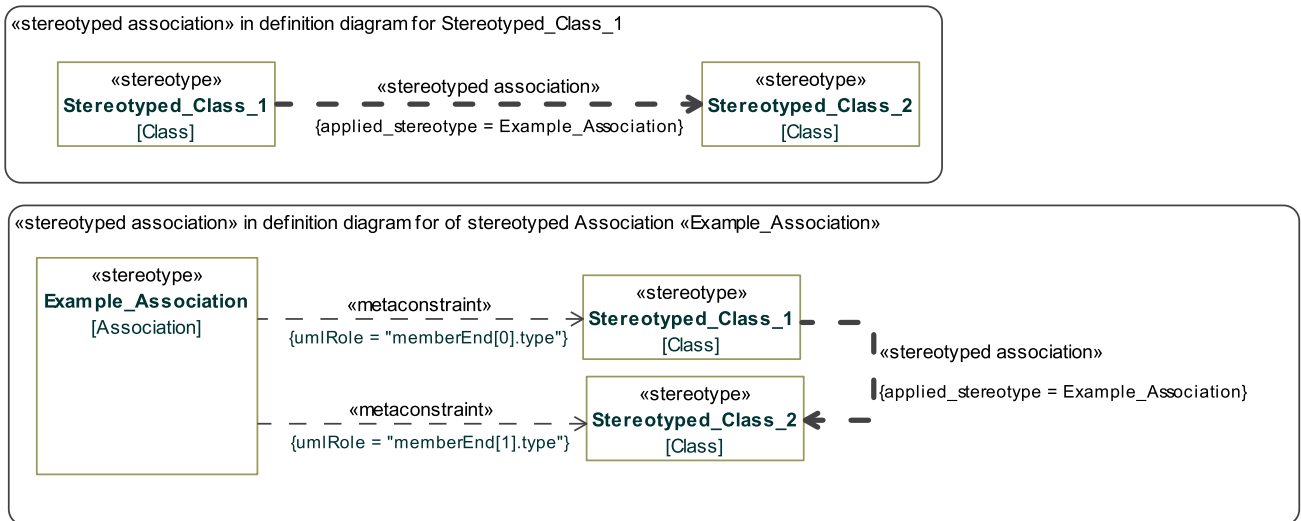 «stereotyped association» in definition diagram for Stereotyped_Class_1
«stereotype»
Stereotyped_Class_1
[Class]
«stereotyped association»
{applied_stereotype = Example_Association}
«stereotype»
Stereotyped_Class_2
[Class]
«stereotyped association» in definition diagram for of stereotyped Association «Example_Association»
«stereotype»
Example_Association
[Association]
«metaconstraint»
{umlRole = "memberEnd[0].type"}
«stereotype»
Stereotyped_Class_1
[Class]
«stereotyped association»
{applied_stereotype = Example_Association}
«metaconstraint»
{umlRole = "memberEnd[1].type"}
«stereotype»
Stereotyped_Class_2
[Class]